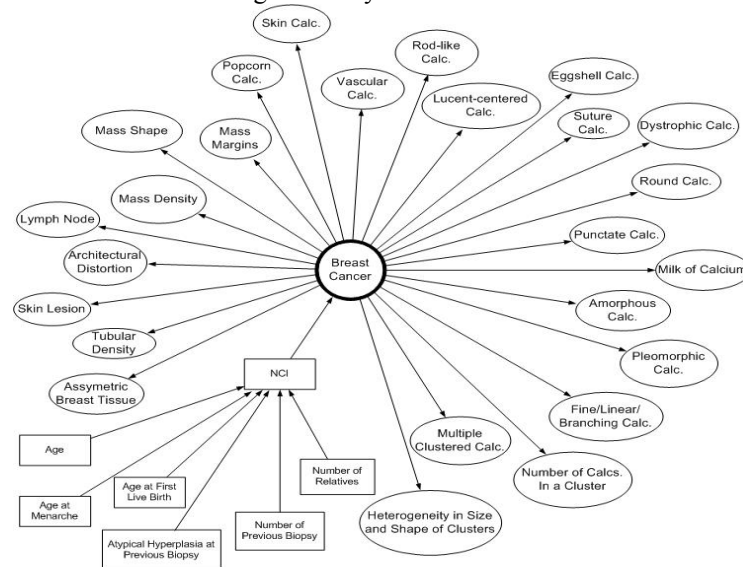 Skin Calc.
Popcorn
Calc.
Vascular
Calc.
Rod-like
Calc.
Lucent-centered
Calc.
Eggshell Calc.
Suture
Calc.
Dystrophic Calc.
Mass Shape
Mass
Margins
Round Calc.
Mass Density
Lymph Node
Punctate Calc.
Architectural
Distortion
Breast
Cancer
Milk of Calcium
Skin Lesion
Amorphous
Calc.
Tubular
Density
Pleomorphic
Calc.
Assymetric
Breast Tissue
NCI
Fine/Linear/
Branching Calc.
Multiple
Clustered Calc.
Age
Number of
Relatives
Number of Calcs.
In a Cluster
Age at
Menarche
Age at First
Live Birth
Atypical Hyperplasia at
Previous Biopsy
Number of
Previous Biopsy
Heterogeneity in Size
and Shape of Clusters